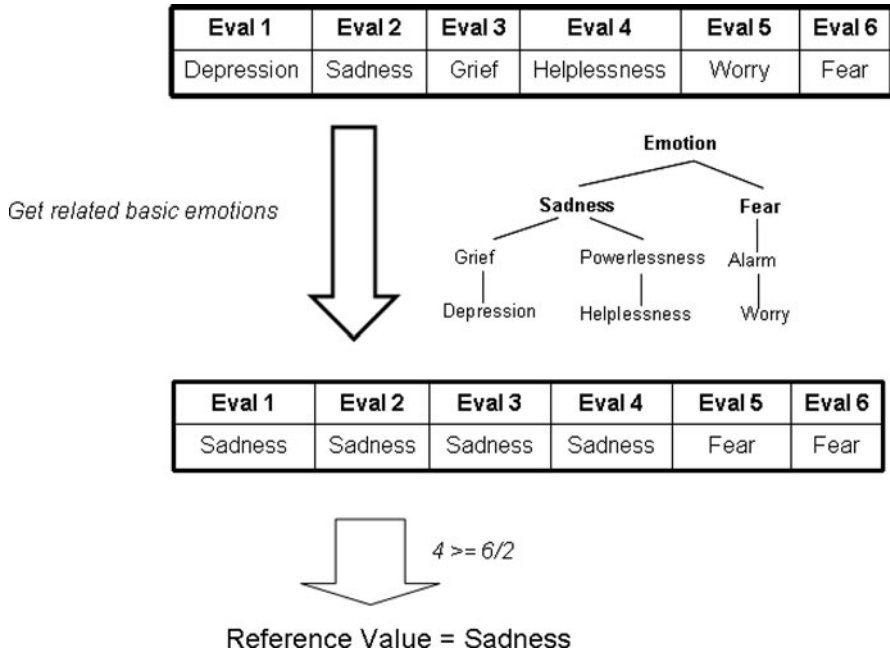 Eval 1 Eval 2 Eval 3 Eval 4 Eval 5 Eval 6
Depression Sadness Grief Helplessness Worry Fear
Emotion
Get related basic emotions
Sadness Fear
Grief Powerlessness Alarm
Depression Helplessness Worry
Eval 1 Eval 2 Eval 3 Eval 4 Eval 5 Eval 6
Sadness Sadness Sadness Sadness Fear Fear
4 >= 6/2
Reference Value = Sadness